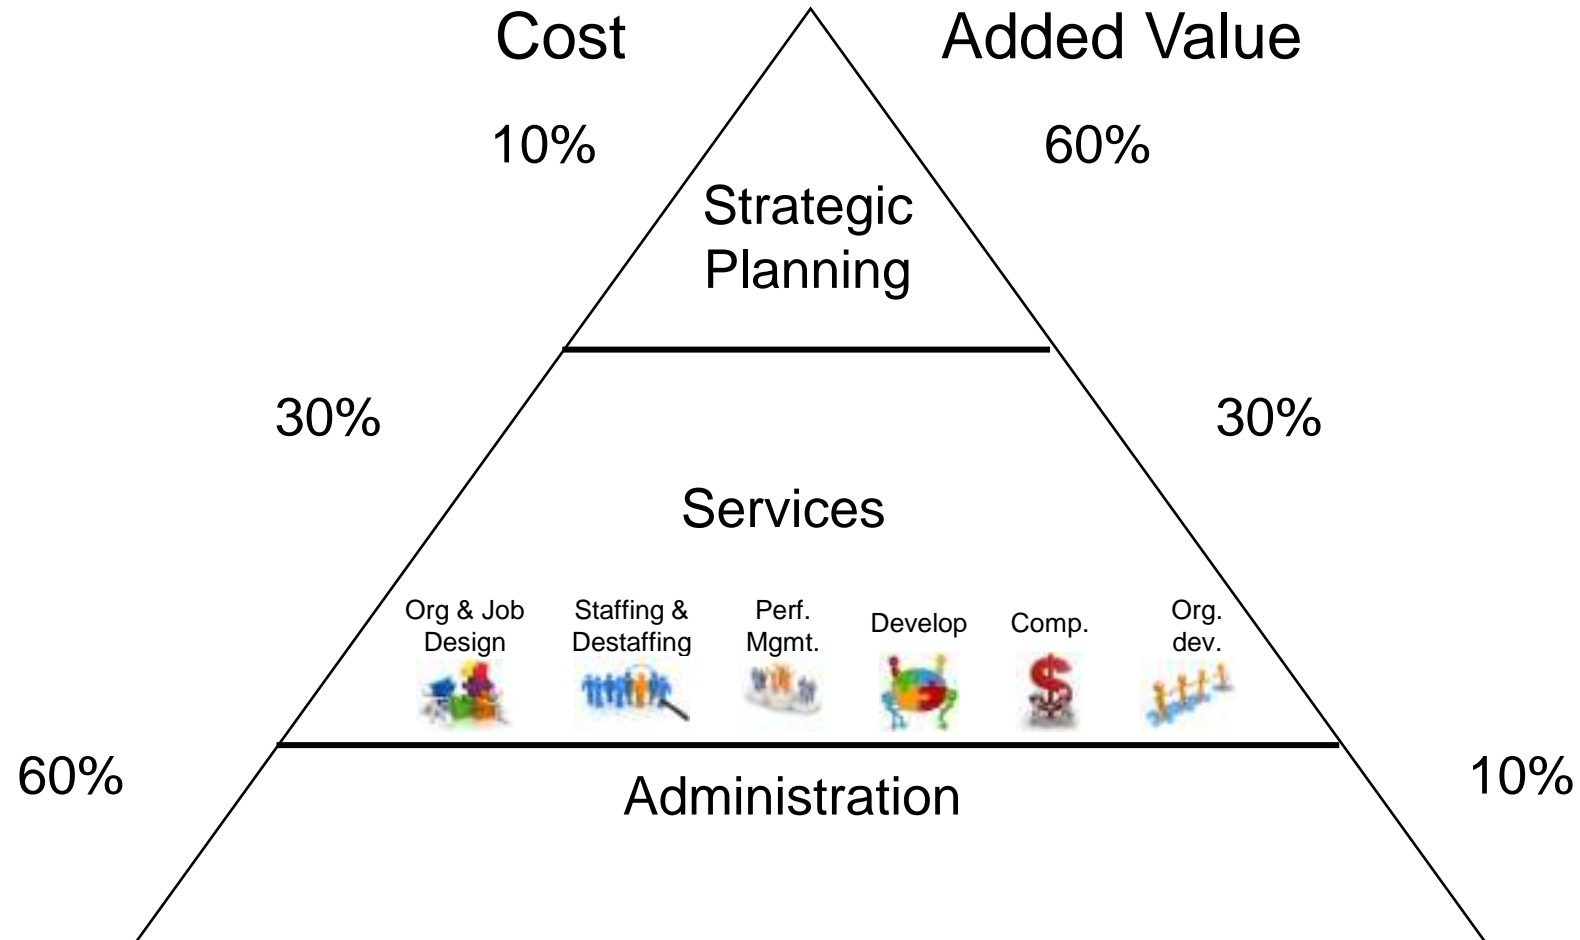 Cost
Added Value
10%
60%
Strategic
Planning
30%
30%
Services
Org & Job
Design
Staffing &
Destaffing
Perf.
Mgmt.
Develop
Comp.
Org.
dev.
60%
10%
Administration